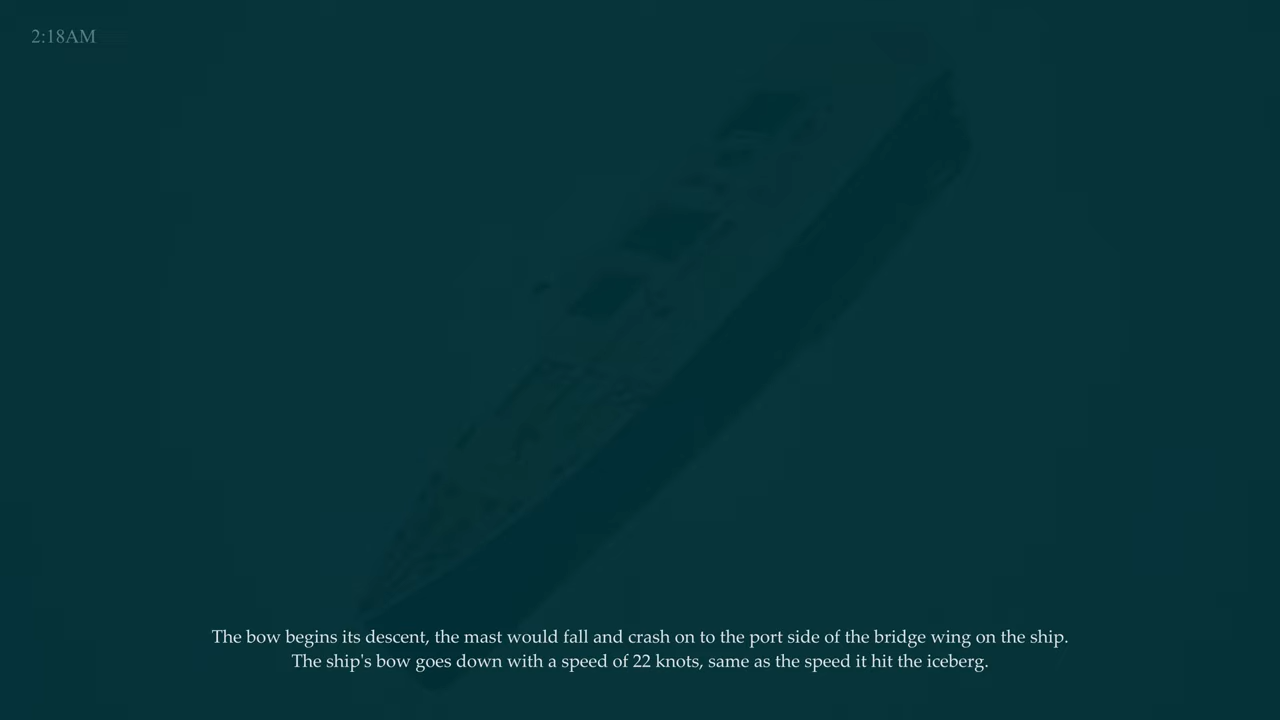 2:18AM
The bow begins its descent, the mast would fall and crash on to the port side of the bridge wing on the ship.
The ship's bow goes down with a speed of 22 knots, same as the speed it hit the iceberg.